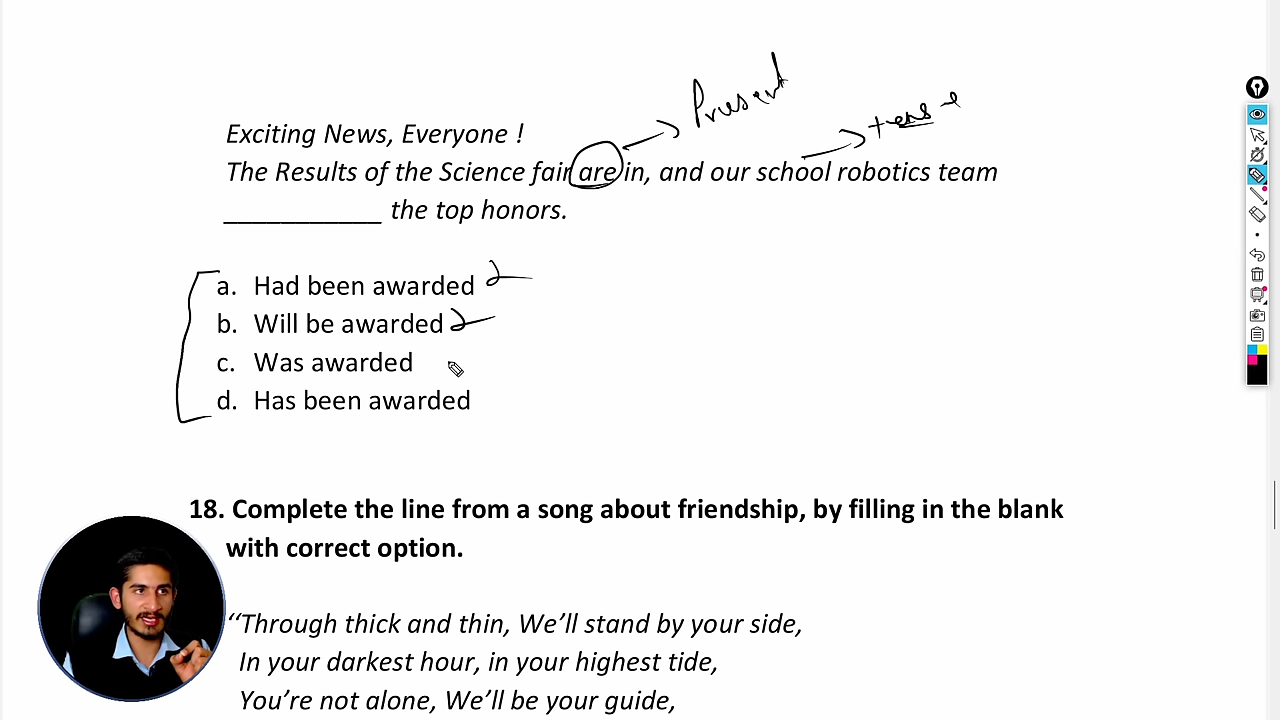 Present
tense
Exciting News, Everyone !
The Results of the Science fair are in, and our school robotics team
____________ the top honors.
a. Had been awarded
b. Will be awarded
c. Was awarded
d. Has been awarded
18. Complete the line from a song about friendship, by filling in the blank
with correct option.
“Through thick and thin, We’ll stand by your side,
In your darkest hour, in your highest tide,
You’re not alone, We’ll be your guide,